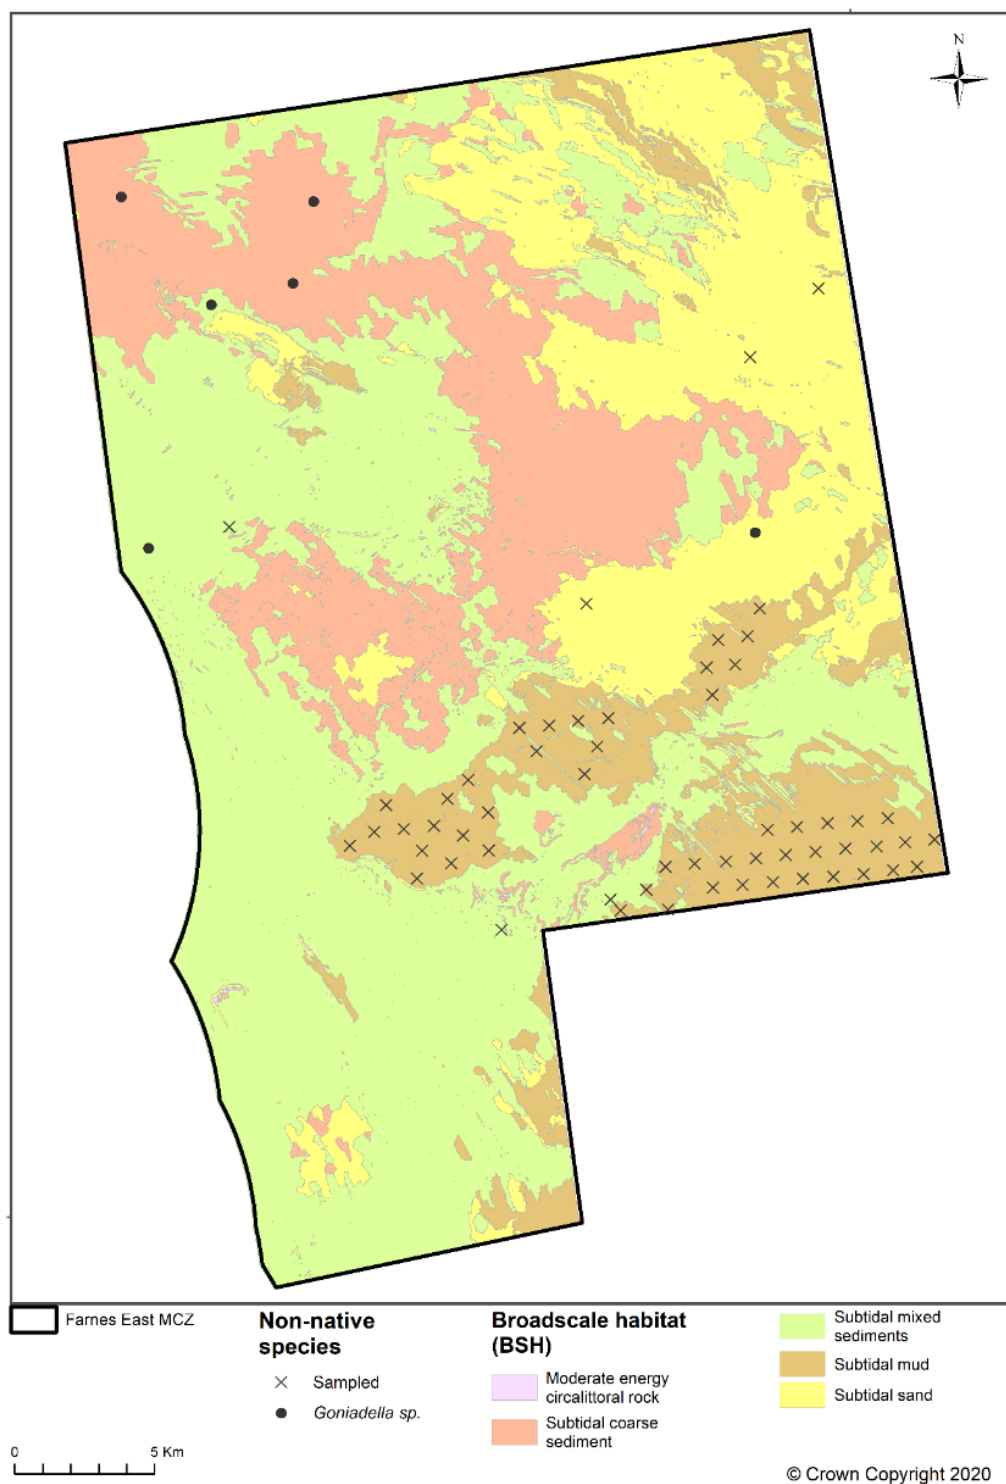 N
Farnes East MCZ
Non-native
species
Sampled
Goniadella sp.
Broadscale habitat
(BSH)
Moderate energy
circalittoral rock
Subtidal coarse
sediment
Subtidal mixed
sediments
Subtidal mud
Subtidal sand
0 5 Km
© Crown Copyright 2020